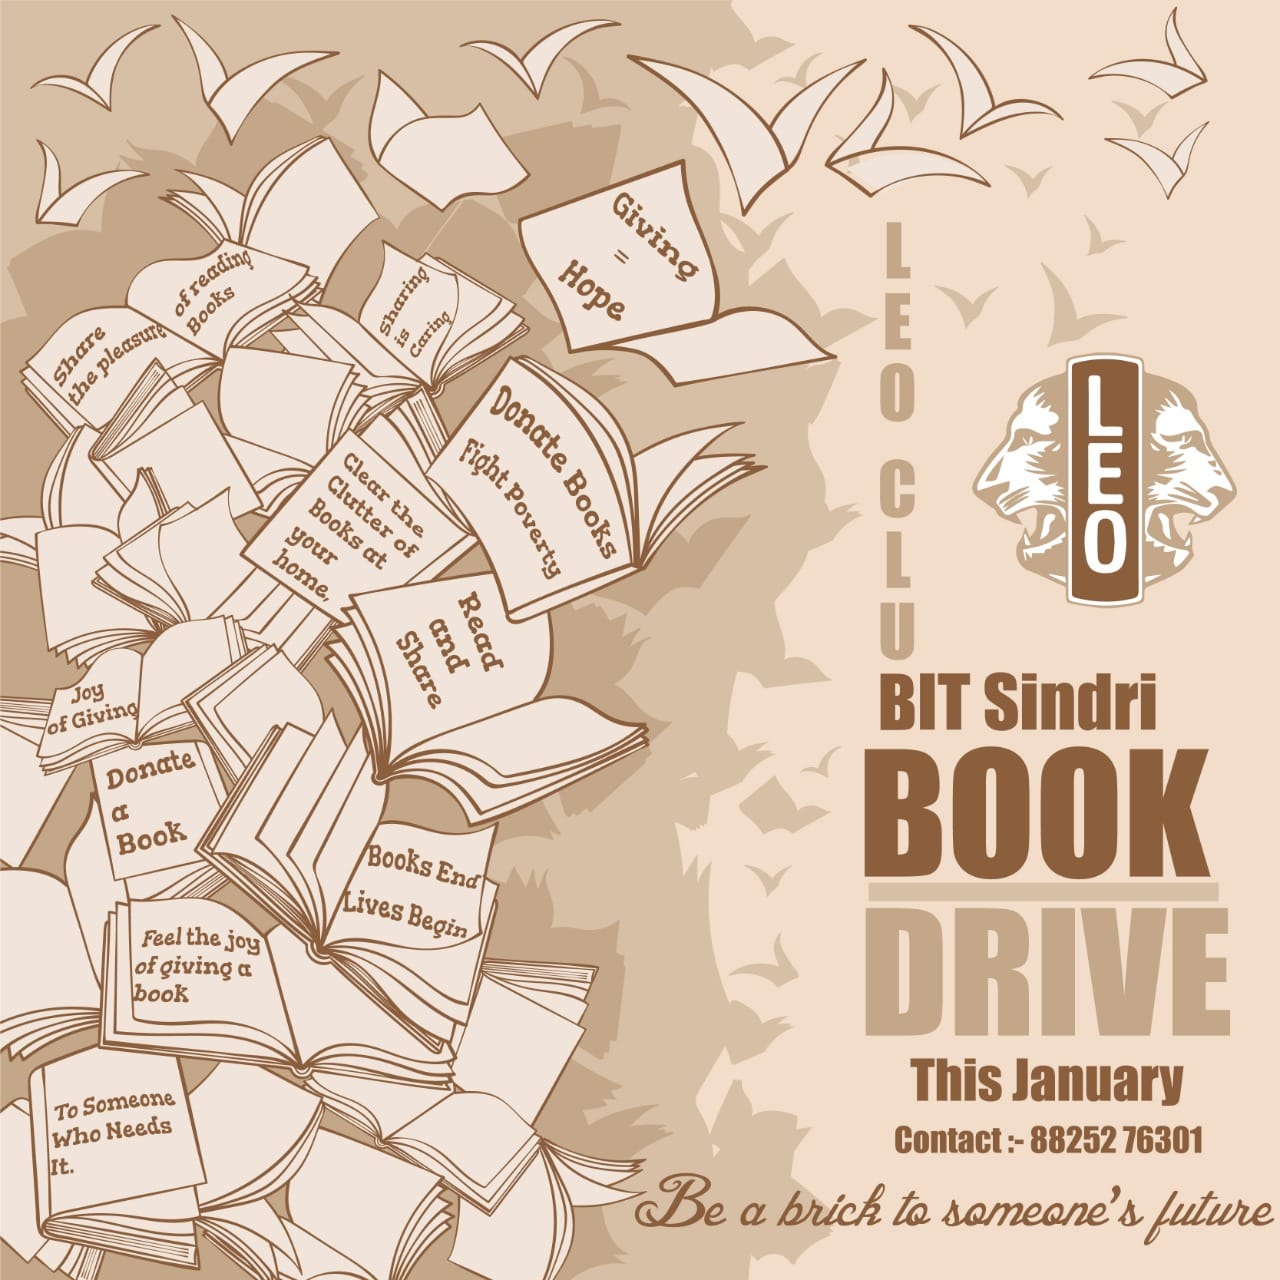 Giving
=
Hope
of reading
Books
Share
the pleasure
Sharing
is
Caring
Donate Books
Fight Poverty
Clear the
Clutter of
Books at
your
home,
Read
and
Share
Joy
of Giving
Donate
a
Book
Books End
Lives Begin
Feel the joy
of giving a
book
To Someone
Who Needs
It.
LEO CLU
LEO
BIT Sindri
BOOK
DRIVE
This January
Contact :- 88252 76301
Be a brick to someone's future